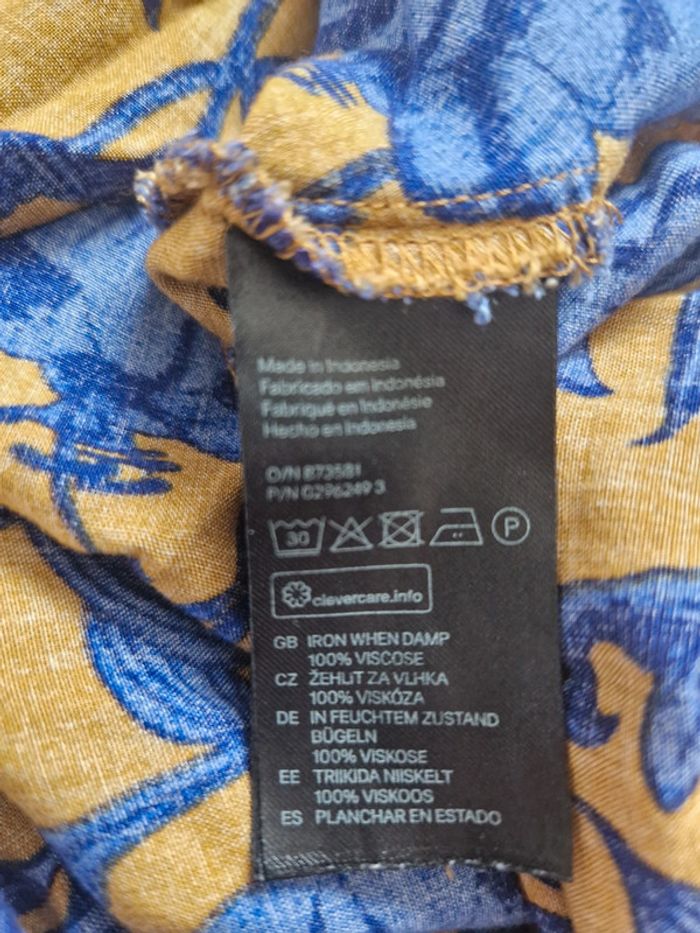 Made in Indonesia
Fabricado em Indonésia
Fabriqué en Indonésie
Hecho en Indonesia
O/N 873581
P/N 0296249 3
30 P
clevercare.info
GB IRON WHEN DAMP
100% VISCOSE
CZ ŽEHLIT ZA VLHKA
100% VISKÓZA
DE IN FEUCHTEM ZUSTAND
BÜGELN
100% VISKOSE
EE TRIIKIDA NIISKELT
100% VISKOOS
ES PLANCHAR EN ESTADO